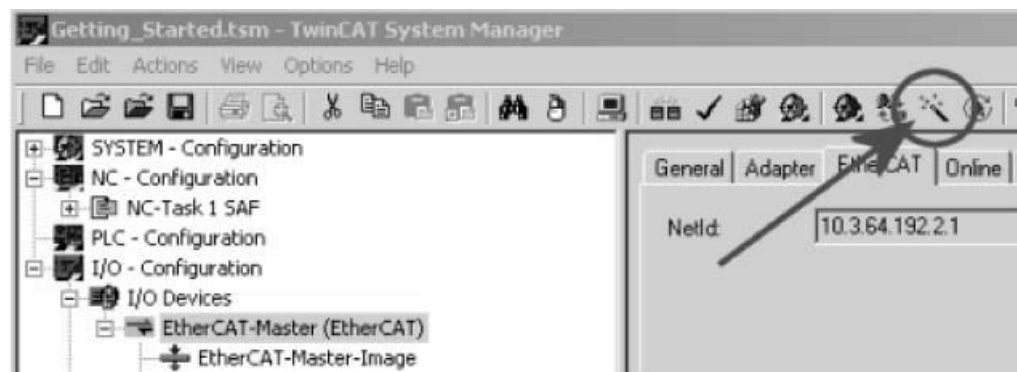 Getting_Started.tsm - TwinCAT System Manager
File Edit Actions View Options Help
SYSTEM - Configuration
NC - Configuration
NC-Task 1 SAF
PLC - Configuration
I/O - Configuration
I/O Devices
EtherCAT-Master (EtherCAT)
EtherCAT-Master-Image
General Adapter EtherCAT Online
NetId: 10.3.64.192.2.1